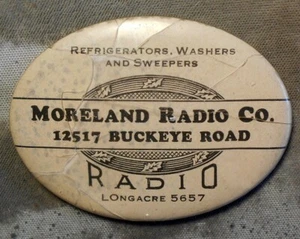 Refrigerators, Washers
and Sweepers
Moreland Radio Co.
12517 Buckeye Road
Radio
Longacre 5657